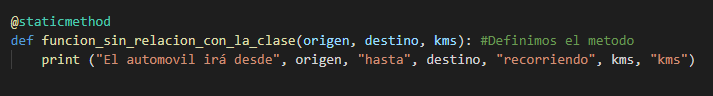 @staticmethod
def funcion_sin_relacion_con_la_clase(origen, destino, kms): #Definimos el metodo
print ("El automovil irá desde", origen, "hasta", destino, "recorriendo", kms, "kms")